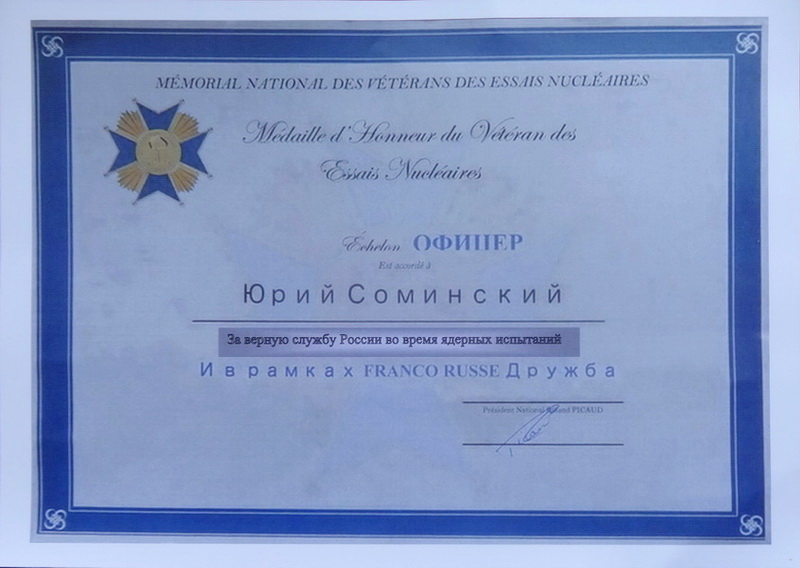 MÉMORIAL NATIONAL DES VÉTÉRANS DES ESSAIS NUCLÉAIRES
Médaille d'Honneur du Vétéran des
Essais Nucléaires
Échelon ОФИПЕР
Est accordé à
Юрий Соминский
За верную службу России во время ядерных испытаний
И в рамках FRANCO RUSSE Дружба
Président National Roland PICAUD